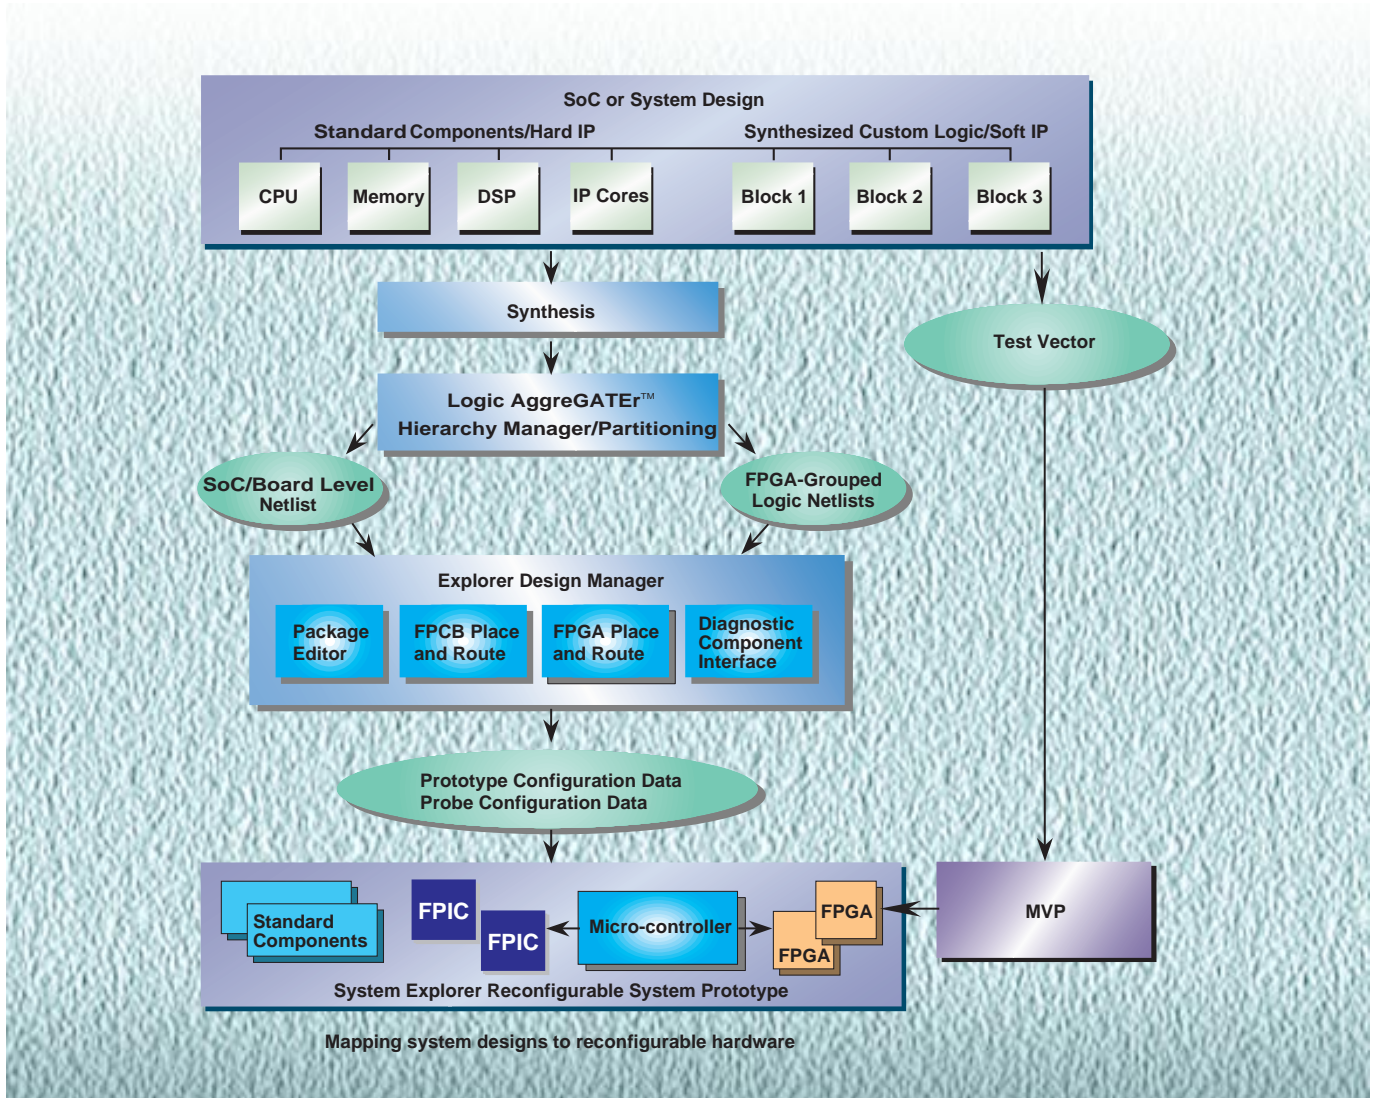 SoC or System Design
Standard Components/Hard IP
Synthesized Custom Logic/Soft IP
CPU
Memory
DSP
IP Cores
Block 1
Block 2
Block 3
Synthesis
Test Vector
Logic AggreGATEr™
Hierarchy Manager/Partitioning
SoC/Board Level
Netlist
FPGA-Grouped
Logic Netlists
Explorer Design Manager
Package
Editor
FPCB Place
and Route
FPGA Place
and Route
Diagnostic
Component
Interface
Prototype Configuration Data
Probe Configuration Data
Standard
Components
FPIC
FPIC
Micro-controller
FPGA
FPGA
MVP
System Explorer Reconfigurable System Prototype
Mapping system designs to reconfigurable hardware